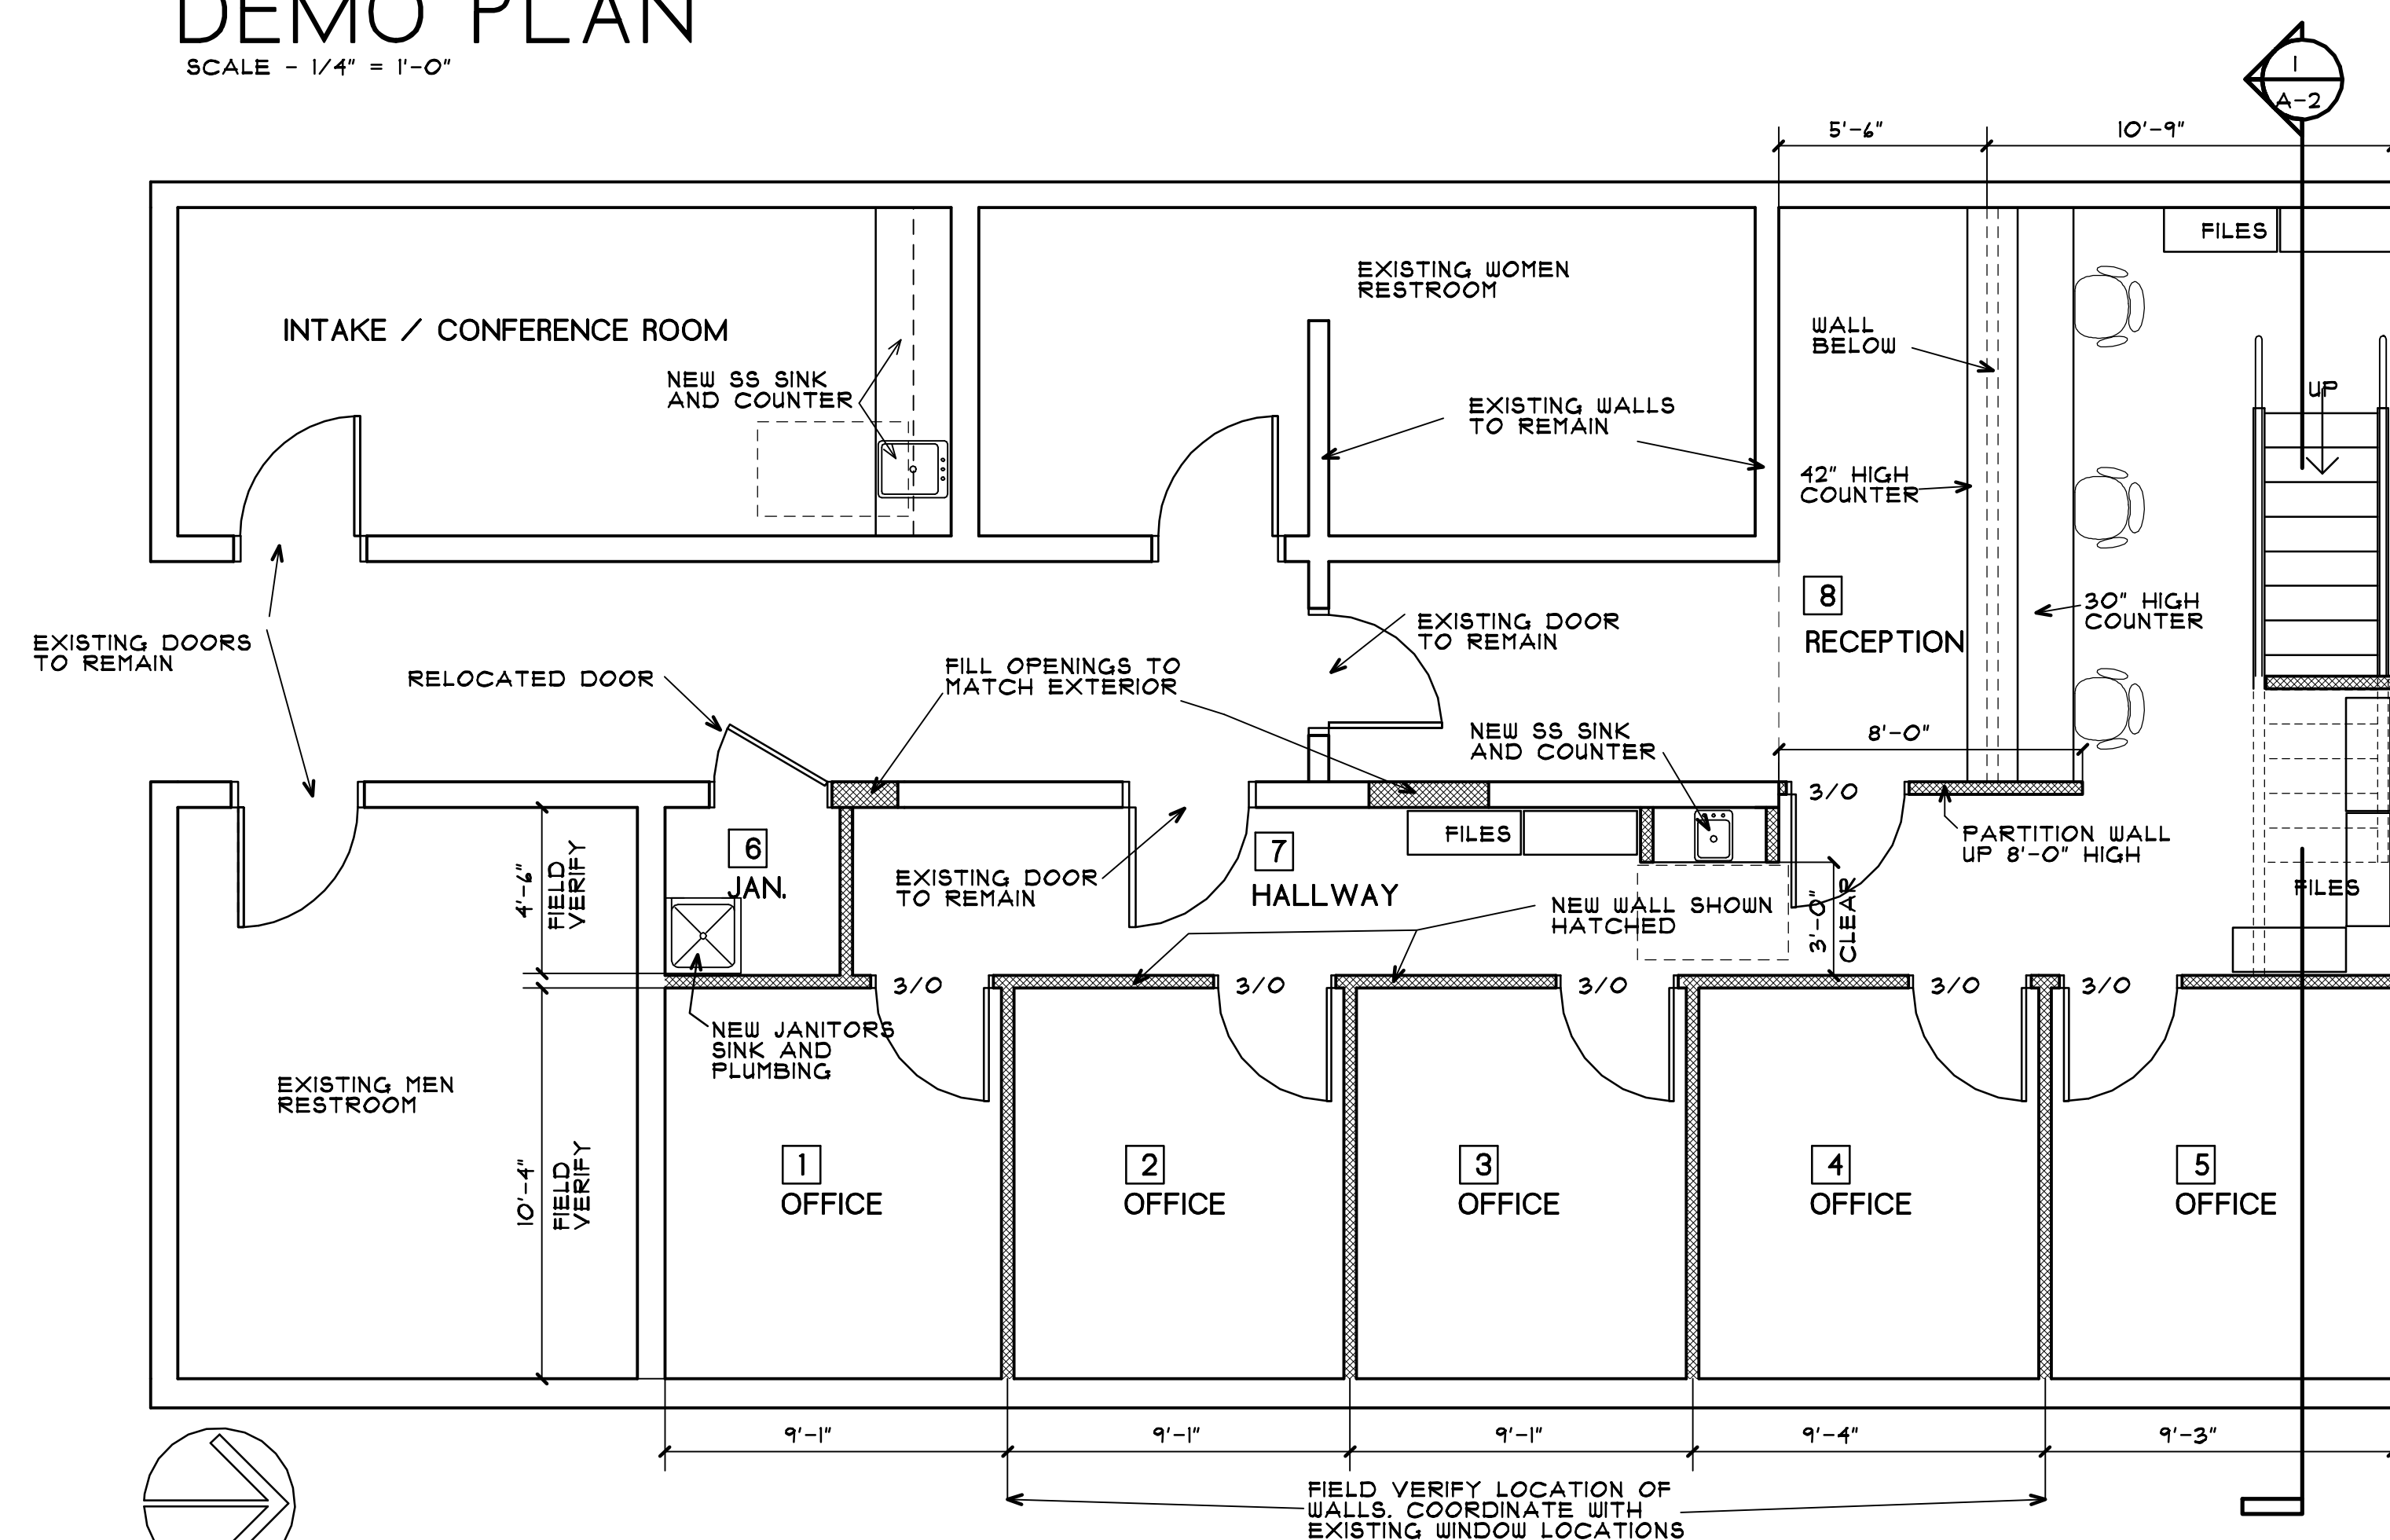 DEMO PLAN
SCALE - 1/4" = 1'-0"
1
A-2
5'-6"
10'-9"
FILES
EXISTING WOMEN
RESTROOM
INTAKE / CONFERENCE ROOM
WALL
BELOW
NEW SS SINK
AND COUNTER
UP
EXISTING WALLS
TO REMAIN
42" HIGH
COUNTER
8
RECEPTION
30" HIGH
COUNTER
EXISTING DOORS
TO REMAIN
EXISTING DOOR
TO REMAIN
RELOCATED DOOR
FILL OPENINGS TO
MATCH EXTERIOR
NEW SS SINK
AND COUNTER
8'-0"
3/0
PARTITION WALL
UP 8'-0" HIGH
6
JAN.
7
HALLWAY
FILES
4'-6"
FIELD
VERIFY
EXISTING DOOR
TO REMAIN
NEW WALL SHOWN
HATCHED
3'-0"
CLEAR
FILES
3/0
3/0
3/0
3/0
3/0
NEW JANITORS
SINK AND
PLUMBING
EXISTING MEN
RESTROOM
10'-4"
FIELD
VERIFY
1
OFFICE
2
OFFICE
3
OFFICE
4
OFFICE
5
OFFICE
9'-1"
9'-1"
9'-1"
9'-4"
9'-3"
FIELD VERIFY LOCATION OF
WALLS. COORDINATE WITH
EXISTING WINDOW LOCATIONS